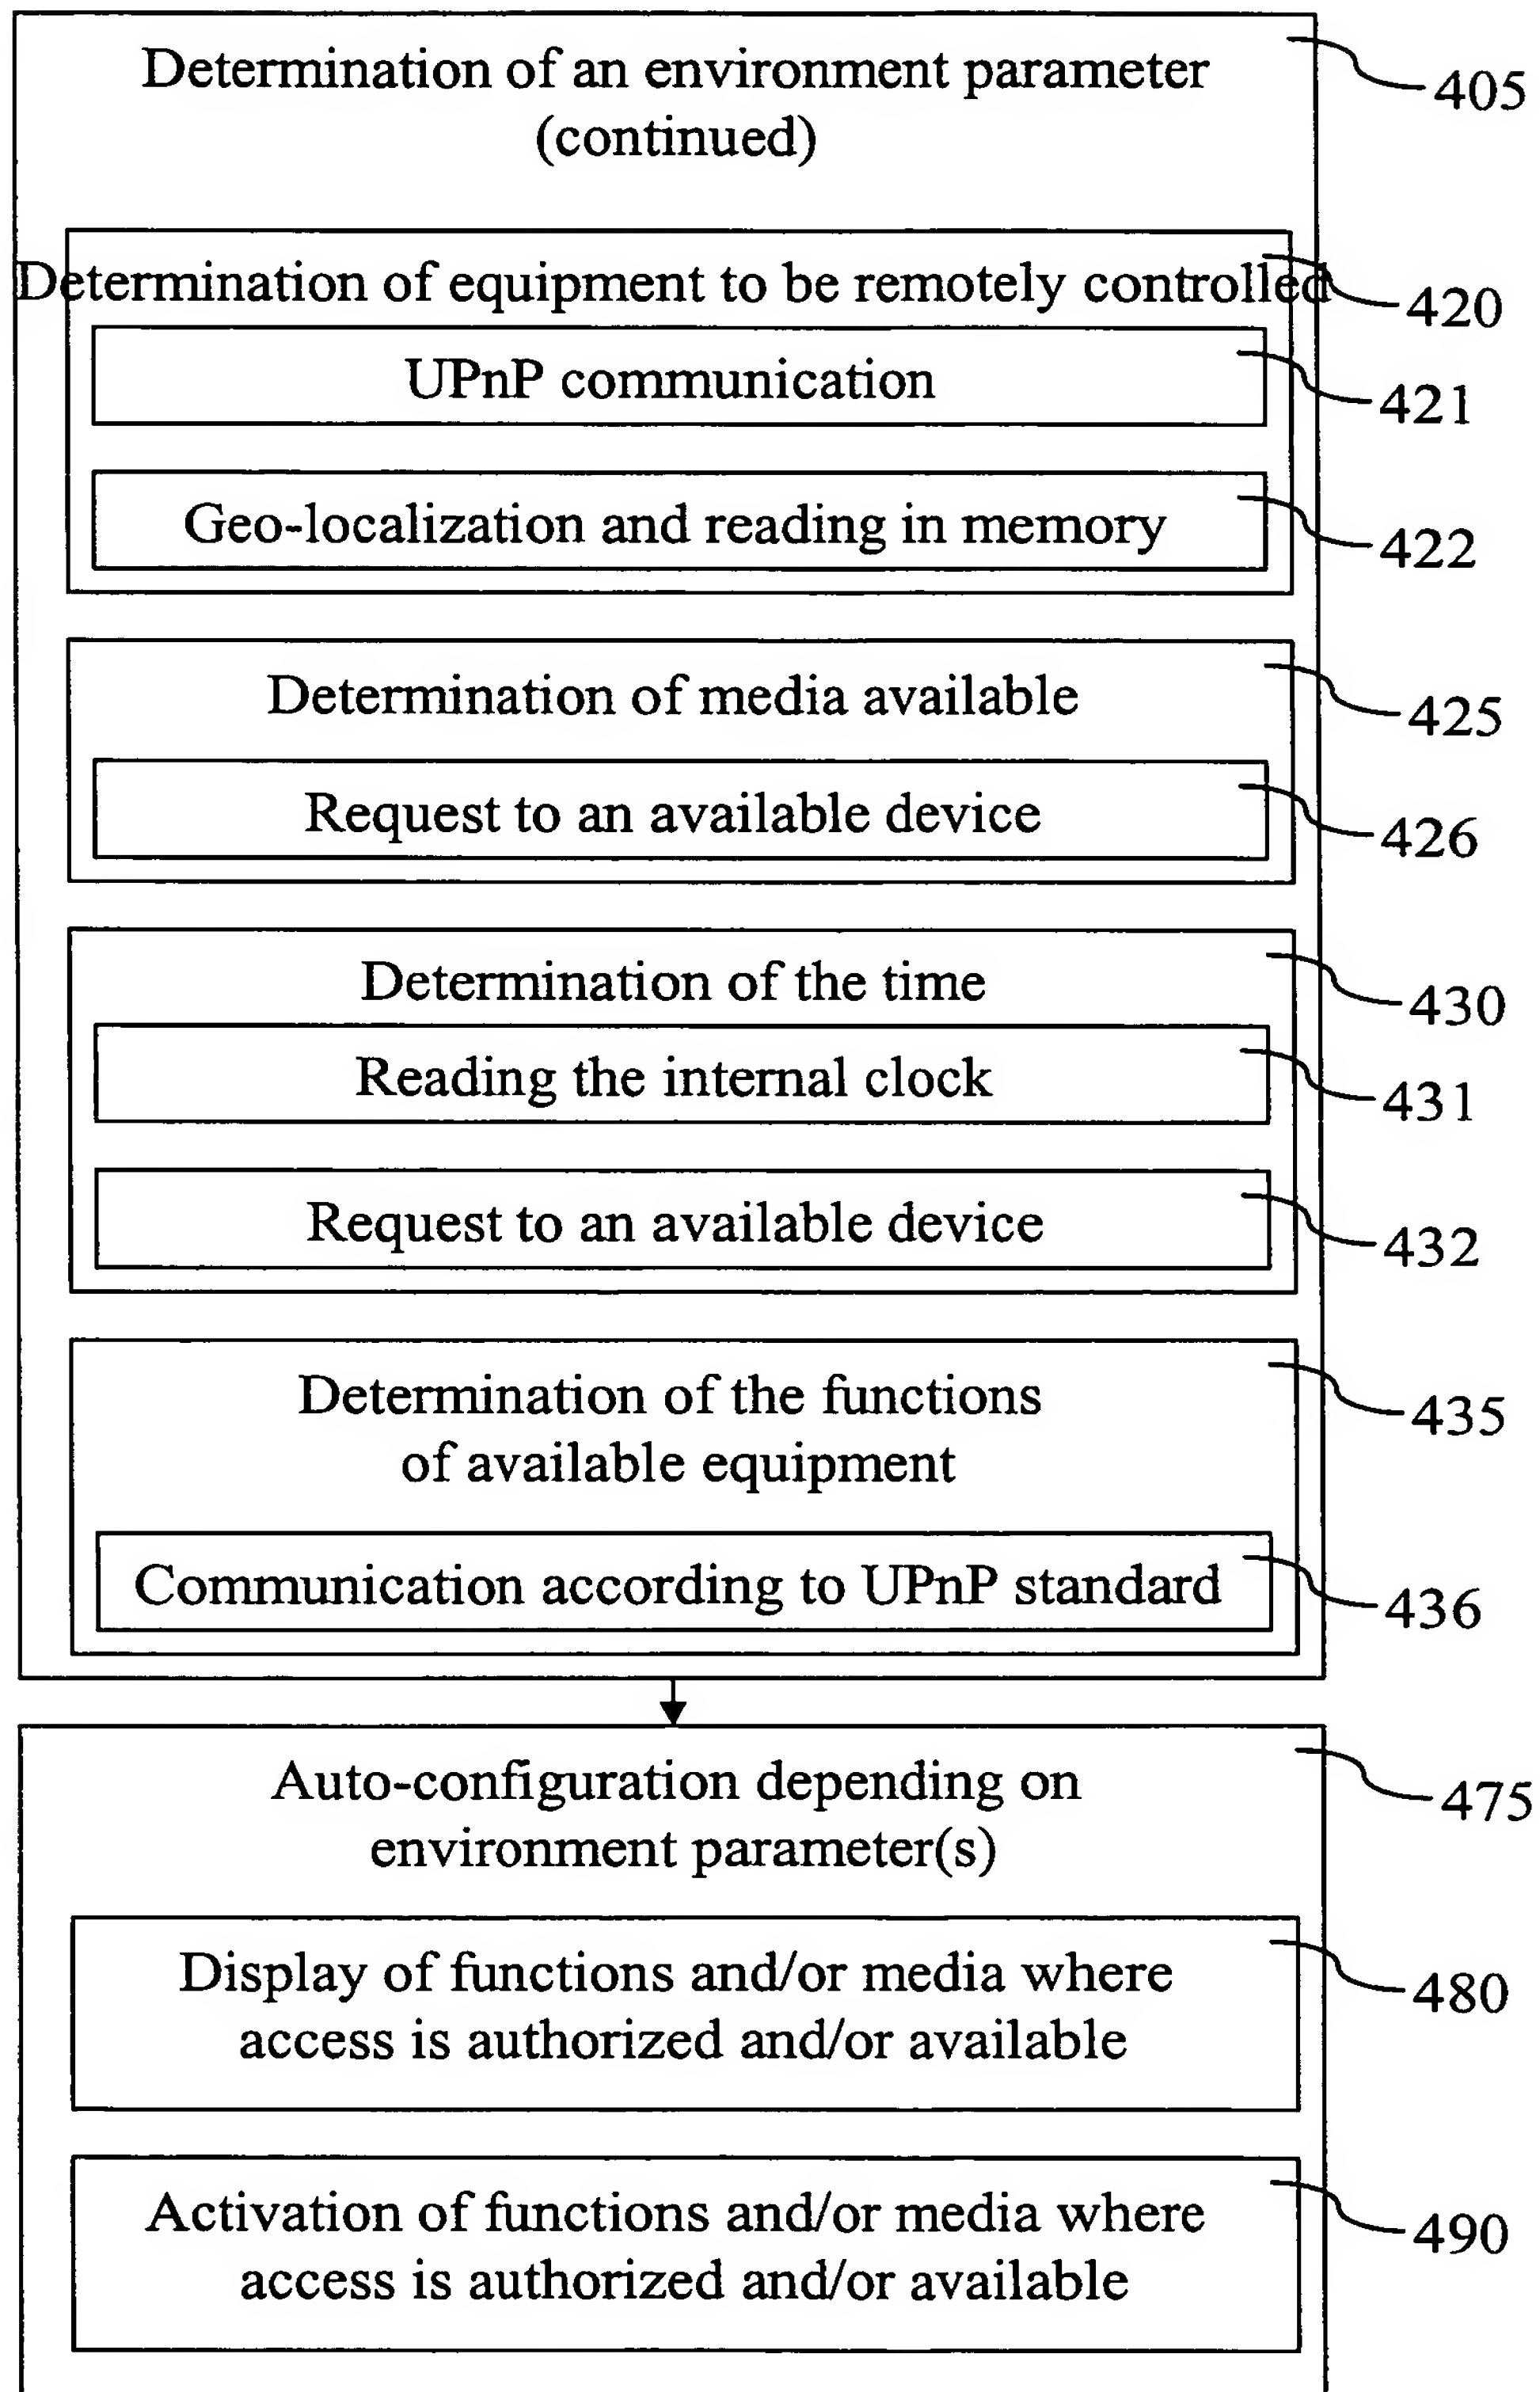 Determination of an environment parameter
(continued)
405
Determination of equipment to be remotely controlled
420
UPnP communication
421
Geo-localization and reading in memory
422
Determination of media available
425
Request to an available device
426
Determination of the time
430
Reading the internal clock
431
Request to an available device
432
Determination of the functions
of available equipment
435
Communication according to UPnP standard
436
Auto-configuration depending on
environment parameter(s)
475
Display of functions and/or media where
access is authorized and/or available
480
Activation of functions and/or media where
access is authorized and/or available
490